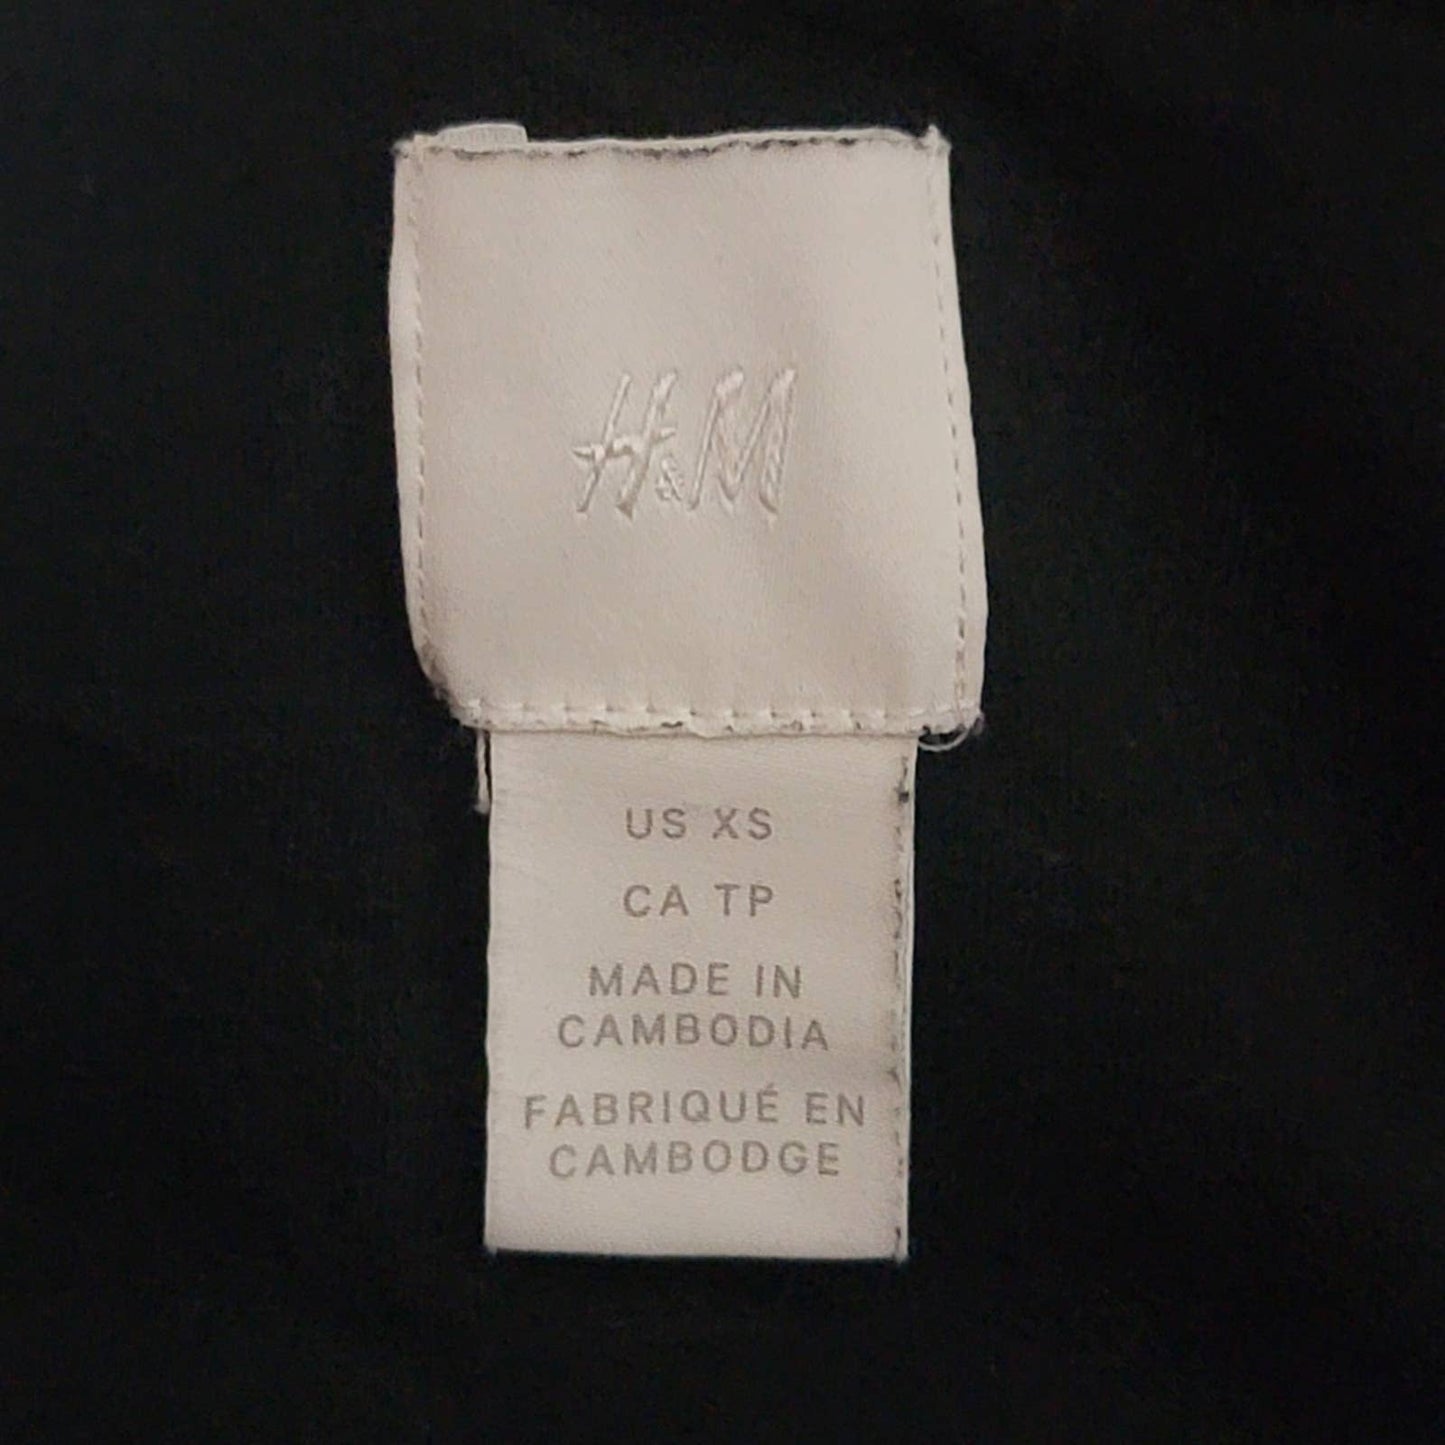 H&M
US XS
CA TP
MADE IN
CAMBODIA
FABRIQUÉ EN
CAMBODGE